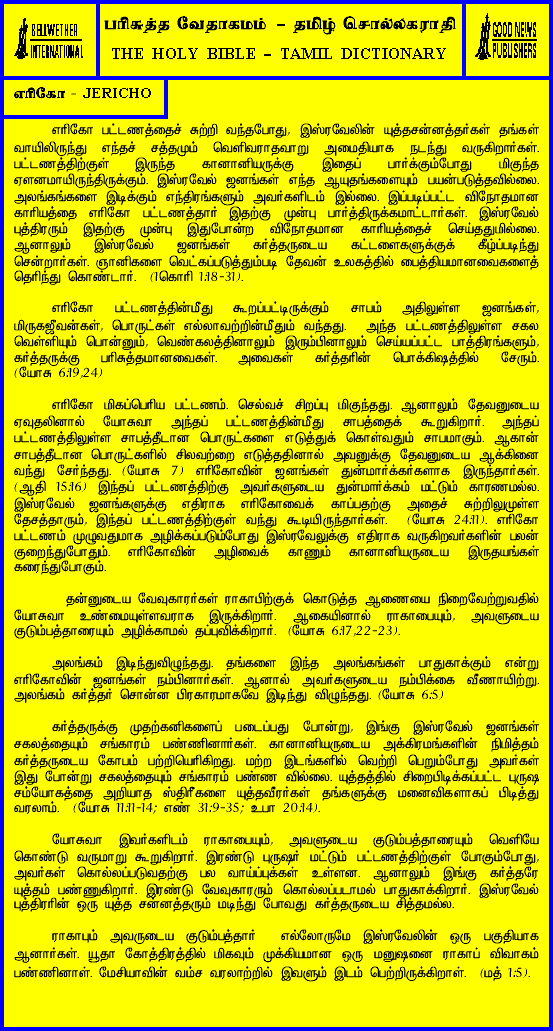 BELLWETHER
INTERNATIONAL
பரிசுத்த வேதாகமம் - தமிழ் சொல்லகராதி
THE HOLY BIBLE - TAMIL DICTIONARY
GOOD NEWS
PUBLISHERS
எரிகோ - JERICHO
எரிகோ பட்டணத்தைச் சுற்றி வந்தபோது, இஸ்ரவேலின் யுத்தசன்னத்தர்கள் தங்கள்
வாயிலிருந்து எந்தச் சத்தமும் வெளிவராதவாறு அமைதியாக நடந்து வருகிறார்கள்.
பட்டணத்திற்குள் இருந்த கானானியருக்கு இதைப் பார்க்கும்போது மிகுந்த
ஏளனமாயிருந்திருக்கும். இஸ்ரவேல் ஜனங்கள் எந்த ஆயுதங்களையும் பயன்படுத்தவில்லை.
அலங்கங்களை இடிக்கும் எந்திரங்களும் அவர்களிடம் இல்லை. இப்படிப்பட்ட விநோதமான
காரியத்தை எரிகோ பட்டணத்தார் இதற்கு முன்பு பார்த்திருக்கமாட்டார்கள். இஸ்ரவேல்
புத்திரரும் இதற்கு முன்பு இதுபோன்ற விநோதமான காரியத்தைச் செய்ததுமில்லை.
ஆனாலும் இஸ்ரவேல் ஜனங்கள் கர்த்தருடைய கட்டளைகளுக்குக் கீழ்ப்படிந்து
சென்றார்கள். ஞானிகளை வெட்கப்படுத்தும்படி தேவன் உலகத்தில் பைத்தியமானவைகளைத்
தெரிந்து கொண்டார். (1கொரி 1:18-31).
எரிகோ பட்டணத்தின்மீது கூறப்பட்டிருக்கும் சாபம் அதிலுள்ள ஜனங்கள்,
மிருகஜீவன்கள், பொருட்கள் எல்லாவற்றின்மீதும் வந்தது. அந்த பட்டணத்திலுள்ள சகல
வெள்ளியும் பொன்னும், வெண்கலத்தினாலும் இரும்பினாலும் செய்யப்பட்ட பாத்திரங்களும்,
கர்த்தருக்கு பரிசுத்தமானவைகள். அவைகள் கர்த்தரின் பொக்கிஷத்தில் சேரும்.
(யோசு 6:19,24)
எரிகோ மிகப்பெரிய பட்டணம். செல்வச் சிறப்பு மிகுந்தது. ஆனாலும் தேவனுடைய
ஏவுதலினால் யோசுவா அந்தப் பட்டணத்தின்மீது சாபத்தைக் கூறுகிறார். அந்தப்
பட்டணத்திலுள்ள சாபத்தீடான பொருட்களை எடுத்துக் கொள்வதும் சாபமாகும். ஆகான்
சாபத்தீடான பொருட்களில் சிலவற்றை எடுத்ததினால் அவனுக்கு தேவனுடைய ஆக்கினை
வந்து சேர்ந்தது. (யோசு 7) எரிகோவின் ஜனங்கள் துன்மார்க்கர்களாக இருந்தார்கள்.
(ஆதி 15:16) இந்தப் பட்டணத்திற்கு அவர்களுடைய துன்மார்க்கம் மட்டும் காரணமல்ல.
இஸ்ரவேல் ஜனங்களுக்கு எதிராக எரிகோவைக் காப்பதற்கு அதைச் சுற்றிலுமுள்ள
தேசத்தாரும், இந்தப் பட்டணத்திற்குள் வந்து கூடியிருந்தார்கள். (யோசு 24:11). எரிகோ
பட்டணம் முழுவதுமாக அழிக்கப்படும்போது இஸ்ரவேலுக்கு எதிராக வருகிறவர்களின் பலன்
குறைந்துபோதும். எரிகோவின் அழிவைக் காணும் கானானியருடைய இருதயங்கள்
கரைந்துபோகும்.
தன்னுடைய வேவுகாரர்கள் ராகாபிற்குக் கொடுத்த ஆணையை நிறைவேற்றுவதில்
யோசுவா உண்மையுள்ளவராக இருக்கிறார். ஆகையினால் ராகாபையும், அவளுடைய
குடும்பத்தாரையும் அழிக்காமல் தப்புவிக்கிறார். (யோசு 6:17,22-23).
அலங்கம் இடிந்துவிழுந்தது. தங்களை இந்த அலங்கங்கள் பாதுகாக்கும் என்று
எரிகோவின் ஜனங்கள் நம்பினார்கள். ஆனால் அவர்களுடைய நம்பிக்கை வீணாயிற்று.
அலங்கம் கர்த்தர் சொன்ன பிரகாரமாகவே இடிந்து விழுந்தது. (யோசு 6:5)
கர்த்தருக்கு முதற்கனிகளைப் படைப்பது போன்று, இங்கு இஸ்ரவேல் ஜனங்கள்
சகலத்தையும் சங்காரம் பண்ணினார்கள். கானானியருடைய அக்கிரமங்களின் நிமித்தம்
கர்த்தருடைய கோபம் பற்றியெரிகிறது. மற்ற இடங்களில் வெற்றி பெறும்போது அவர்கள்
இது போன்று சகலத்தையும் சங்காரம் பண்ண வில்லை. யுத்தத்தில் சிறைபிடிக்கப்பட்ட புருஷ
சம்யோகத்தை அறியாத ஸ்திரீகளை யுத்தவீரர்கள் தங்களுக்கு மனைவிகளாகப் பிடித்து
வரலாம். (யோசு 11:11-14; எண் 31:9-35; உபா 20:14).
யோசுவா இவர்களிடம் ராகாபையும், அவளுடைய குடும்பத்தாரையும் வெளியே
கொண்டு வருமாறு கூறுகிறார். இரண்டு புருஷர் மட்டும் பட்டணத்திற்குள் போகும்போது,
அவர்கள் கொல்லப்படுவதற்கு பல வாய்ப்புக்கள் உள்ளன. ஆனாலும் இங்கு கர்த்தரே
யுத்தம் பண்ணுகிறார். இரண்டு வேவுகாரரும் கொல்லப்படாமல் பாதுகாக்கிறார். இஸ்ரவேல்
புத்திரரின் ஒரு யுத்த சன்னத்தரும் மடிந்து போவது கர்த்தருடைய சித்தமல்ல.
ராகாபும் அவருடைய குடும்பத்தார் எல்லோருமே இஸ்ரவேலின் ஒரு பகுதியாக
ஆனார்கள். யூதா கோத்திரத்தில் மிகவும் முக்கியமான ஒரு மனுஷனை ராகாப் விவாகம்
பண்ணினாள். மேசியாவின் வம்ச வரலாற்றில் இவளும் இடம் பெற்றிருக்கிறாள். (மத் 1:5).